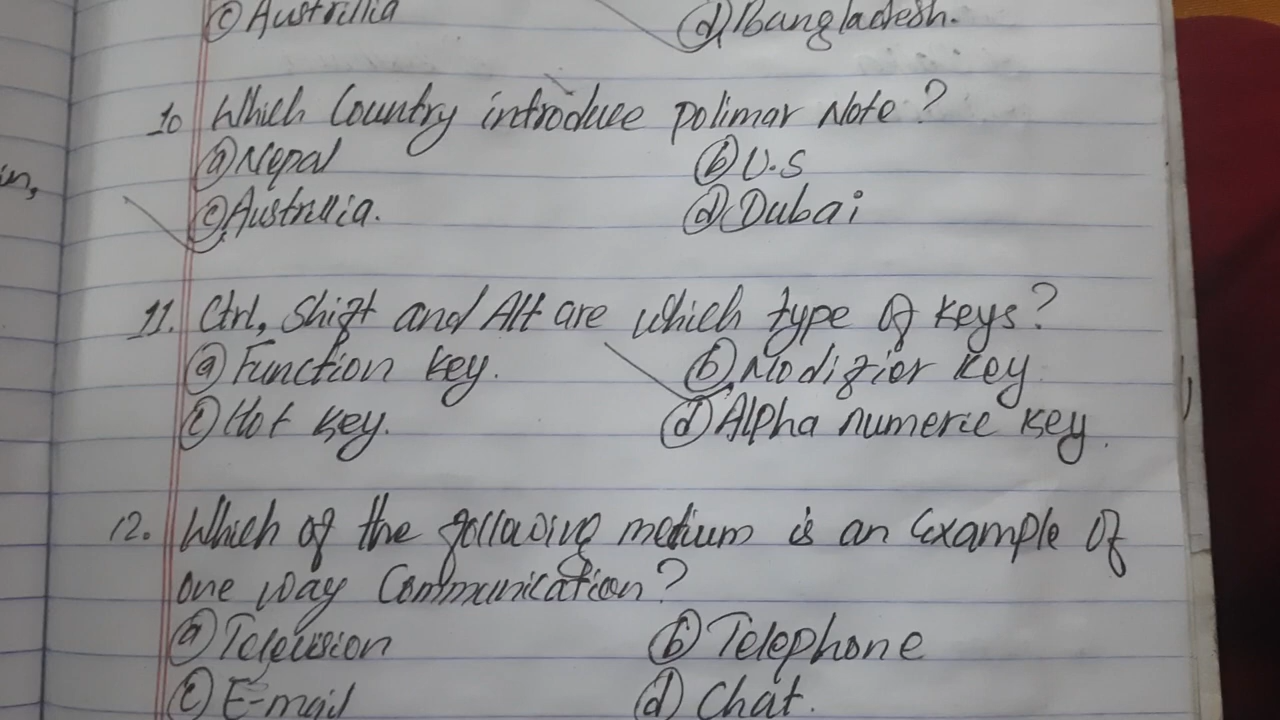 ⓒ Austrillia ⓓ Bangladesh.
10 Which Country introduce polimar Note?
ⓐ Nepal ⓑ U.S
ⓒ Austrillia. ⓓ Dubai
11. Ctrl, Shift and Alt are which type of keys?
ⓐ Function key. ⓑ Modifier key
ⓒ Hot key. ⓓ Alpha numeric key.
12. Which of the following medium is an Example of
one way Communication?
ⓐ Television ⓑ Telephone
ⓒ E-mail ⓓ Chat.